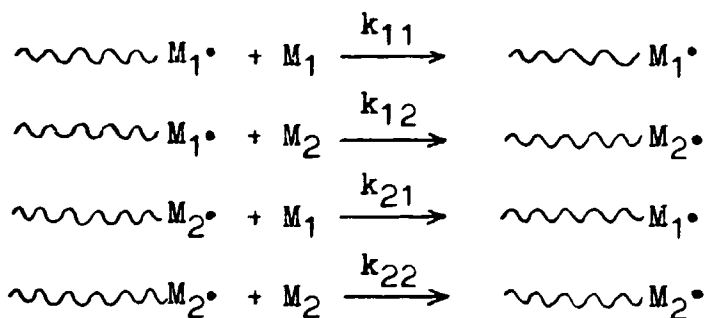 M₁• + M₁ k₁₁ → M₁•
M₁• + M₂ k₁₂ → M₂•
M₂• + M₁ k₂₁ → M₁•
M₂• + M₂ k₂₂ → M₂•